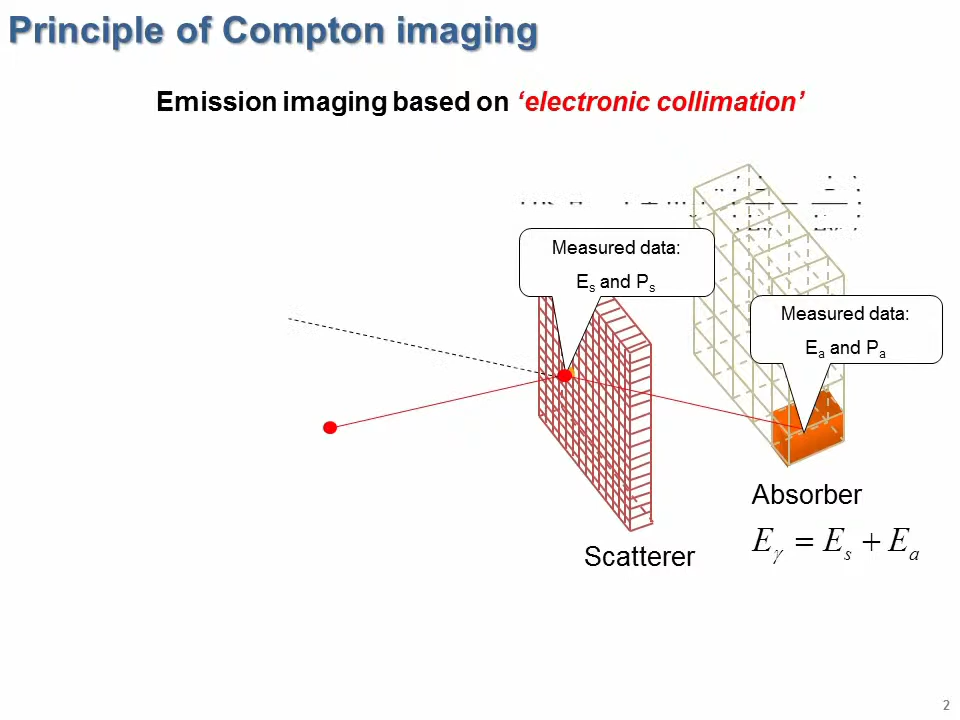 Principle of Compton imaging
Emission imaging based on ‘electronic collimation’
Measured data:
Es and Ps
Measured data:
Ea and Pa
Absorber
Eγ = Es + Ea
Scatterer
2